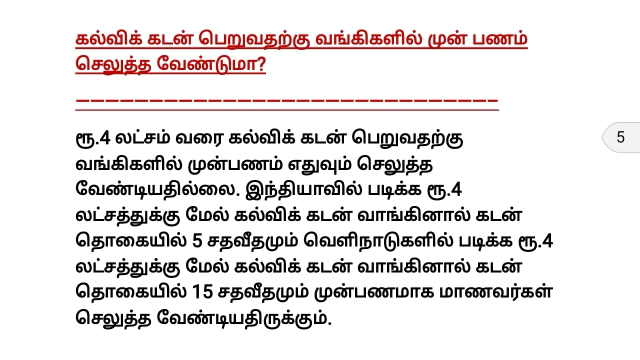 கல்விக் கடன் பெறுவதற்கு வங்கிகளில் முன் பணம்
செலுத்த வேண்டுமா?
—————————————————————————————
ரூ.4 லட்சம் வரை கல்விக் கடன் பெறுவதற்கு
வங்கிகளில் முன்பணம் எதுவும் செலுத்த
வேண்டியதில்லை. இந்தியாவில் படிக்க ரூ.4
லட்சத்துக்கு மேல் கல்விக் கடன் வாங்கினால் கடன்
தொகையில் 5 சதவீதமும் வெளிநாடுகளில் படிக்க ரூ.4
லட்சத்துக்கு மேல் கல்விக் கடன் வாங்கினால் கடன்
தொகையில் 15 சதவீதமும் முன்பணமாக மாணவர்கள்
செலுத்த வேண்டியதிருக்கும்.
5